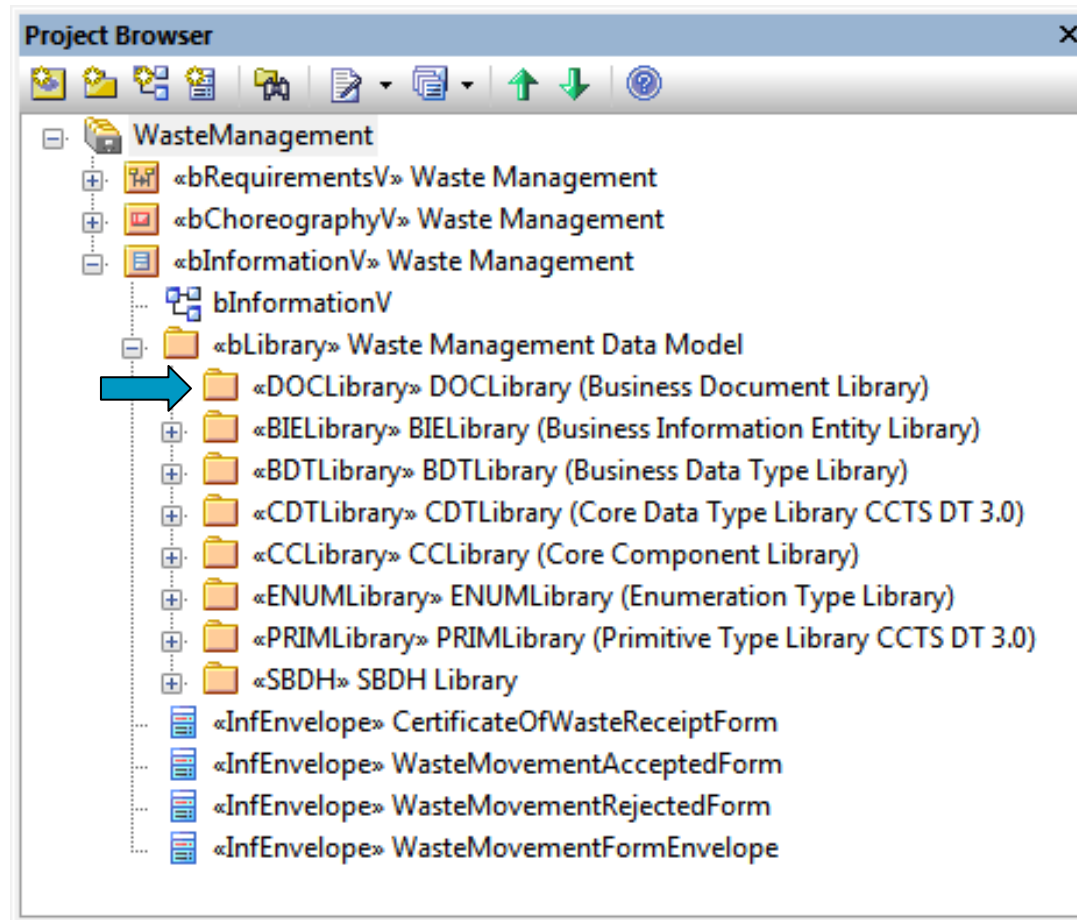 Project Browser
WasteManagement
«bRequirementsV» Waste Management
«bChoreographyV» Waste Management
«bInformationV» Waste Management
bInformationV
«bLibrary» Waste Management Data Model
«DOCLibrary» DOCLibrary (Business Document Library)
«BIELibrary» BIELibrary (Business Information Entity Library)
«BDTLibrary» BDTLibrary (Business Data Type Library)
«CDTLibrary» CDTLibrary (Core Data Type Library CCTS DT 3.0)
«CCLibrary» CCLibrary (Core Component Library)
«ENUMLibrary» ENUMLibrary (Enumeration Type Library)
«PRIMLibrary» PRIMLibrary (Primitive Type Library CCTS DT 3.0)
«SBDH» SBDH Library
«InfEnvelope» CertificateOfWasteReceiptForm
«InfEnvelope» WasteMovementAcceptedForm
«InfEnvelope» WasteMovementRejectedForm
«InfEnvelope» WasteMovementFormEnvelope